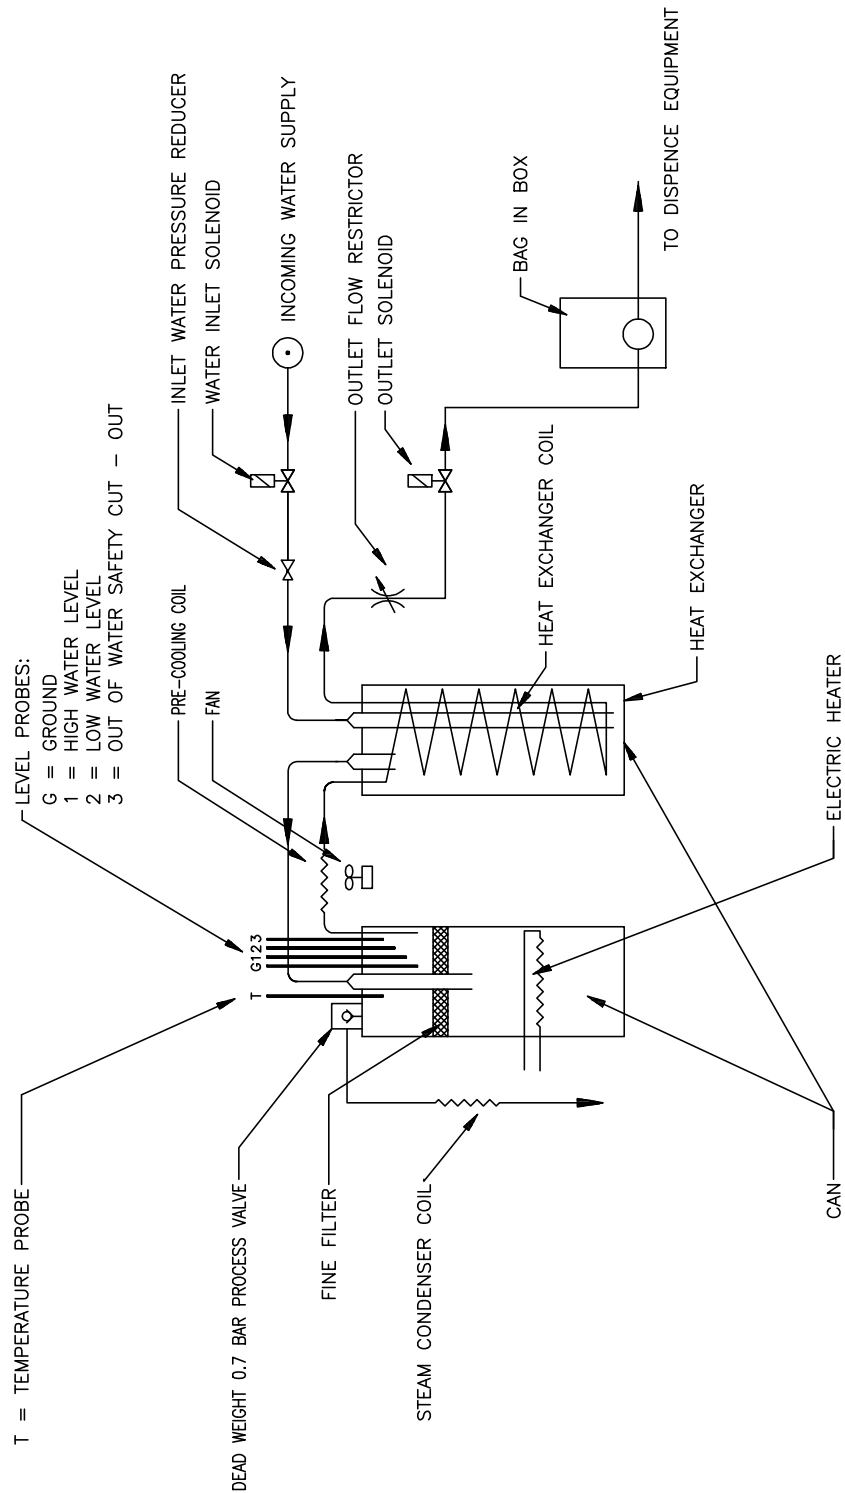 T = TEMPERATURE PROBE
LEVEL PROBES:
G = GROUND
1 = HIGH WATER LEVEL
2 = LOW WATER LEVEL
3 = OUT OF WATER SAFETY CUT - OUT
INLET WATER PRESSURE REDUCER
WATER INLET SOLENOID
INCOMING WATER SUPPLY
PRE-COOLING COIL
FAN
T
G123
DEAD WEIGHT 0.7 BAR PROCESS VALVE
FINE FILTER
STEAM CONDENSER COIL
OUTLET FLOW RESTRICTOR
OUTLET SOLENOID
BAG IN BOX
HEAT EXCHANGER COIL
TO DISPENCE EQUIPMENT
HEAT EXCHANGER
ELECTRIC HEATER
CAN